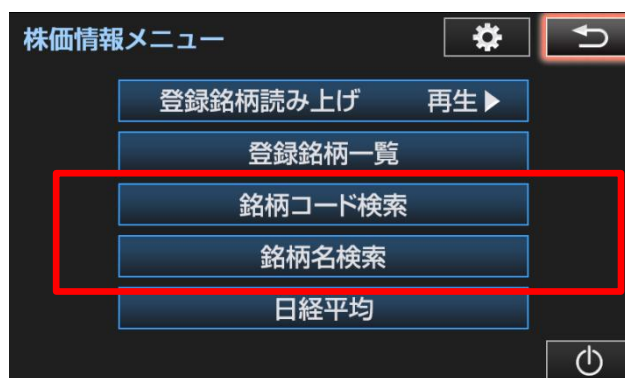 株価情報メニュー
登録銘柄読み上げ 再生▶
登録銘柄一覧
銘柄コード検索
銘柄名検索
日経平均